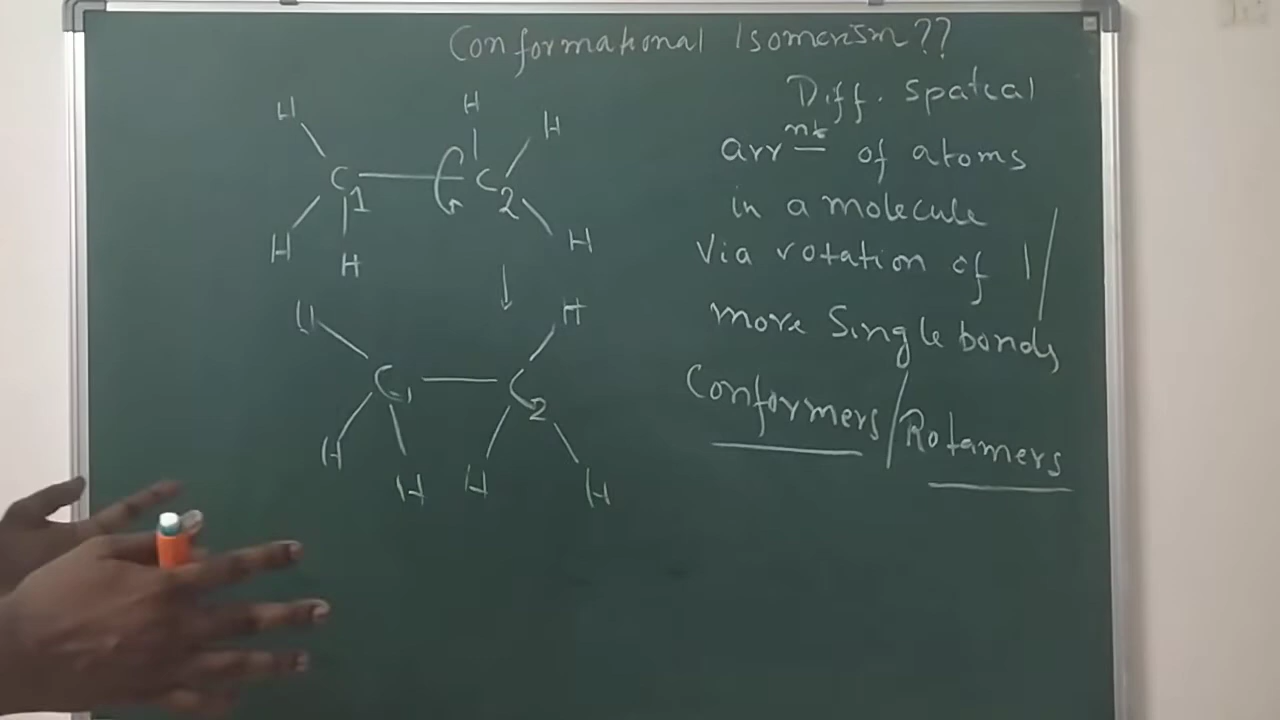 Conformational Isomerism??
Diff. Spatial
arrnt of atoms
in a molecule
Via rotation of 1/
more Single bonds
Conformers/Rotamers
H H H
C1 C2
H H H
H H
C1 C2
H H H H